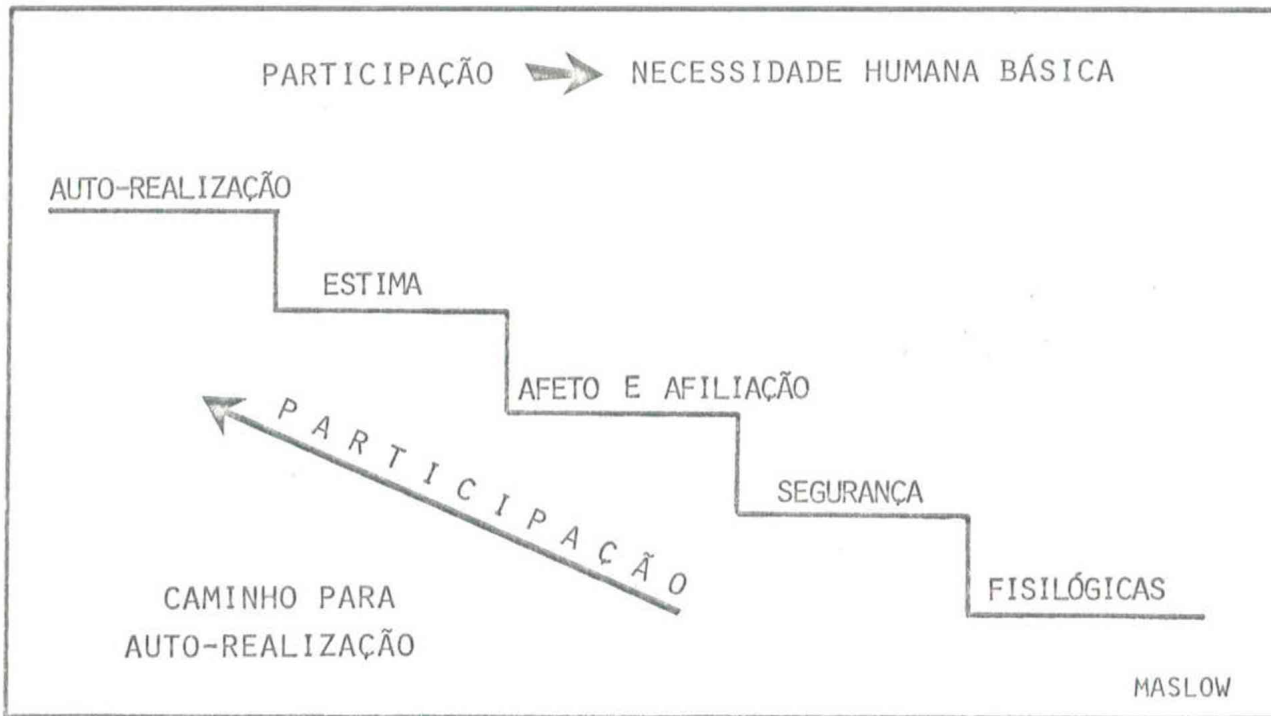 PARTICIPAÇÃO NECESSIDADE HUMANA BÁSICA
AUTO-REALIZAÇÃO
ESTIMA
AFETO E AFILIAÇÃO
SEGURANÇA
FISILÓGICAS
PARTICIPAÇÃO
CAMINHO PARA
AUTO-REALIZAÇÃO
MASLOW